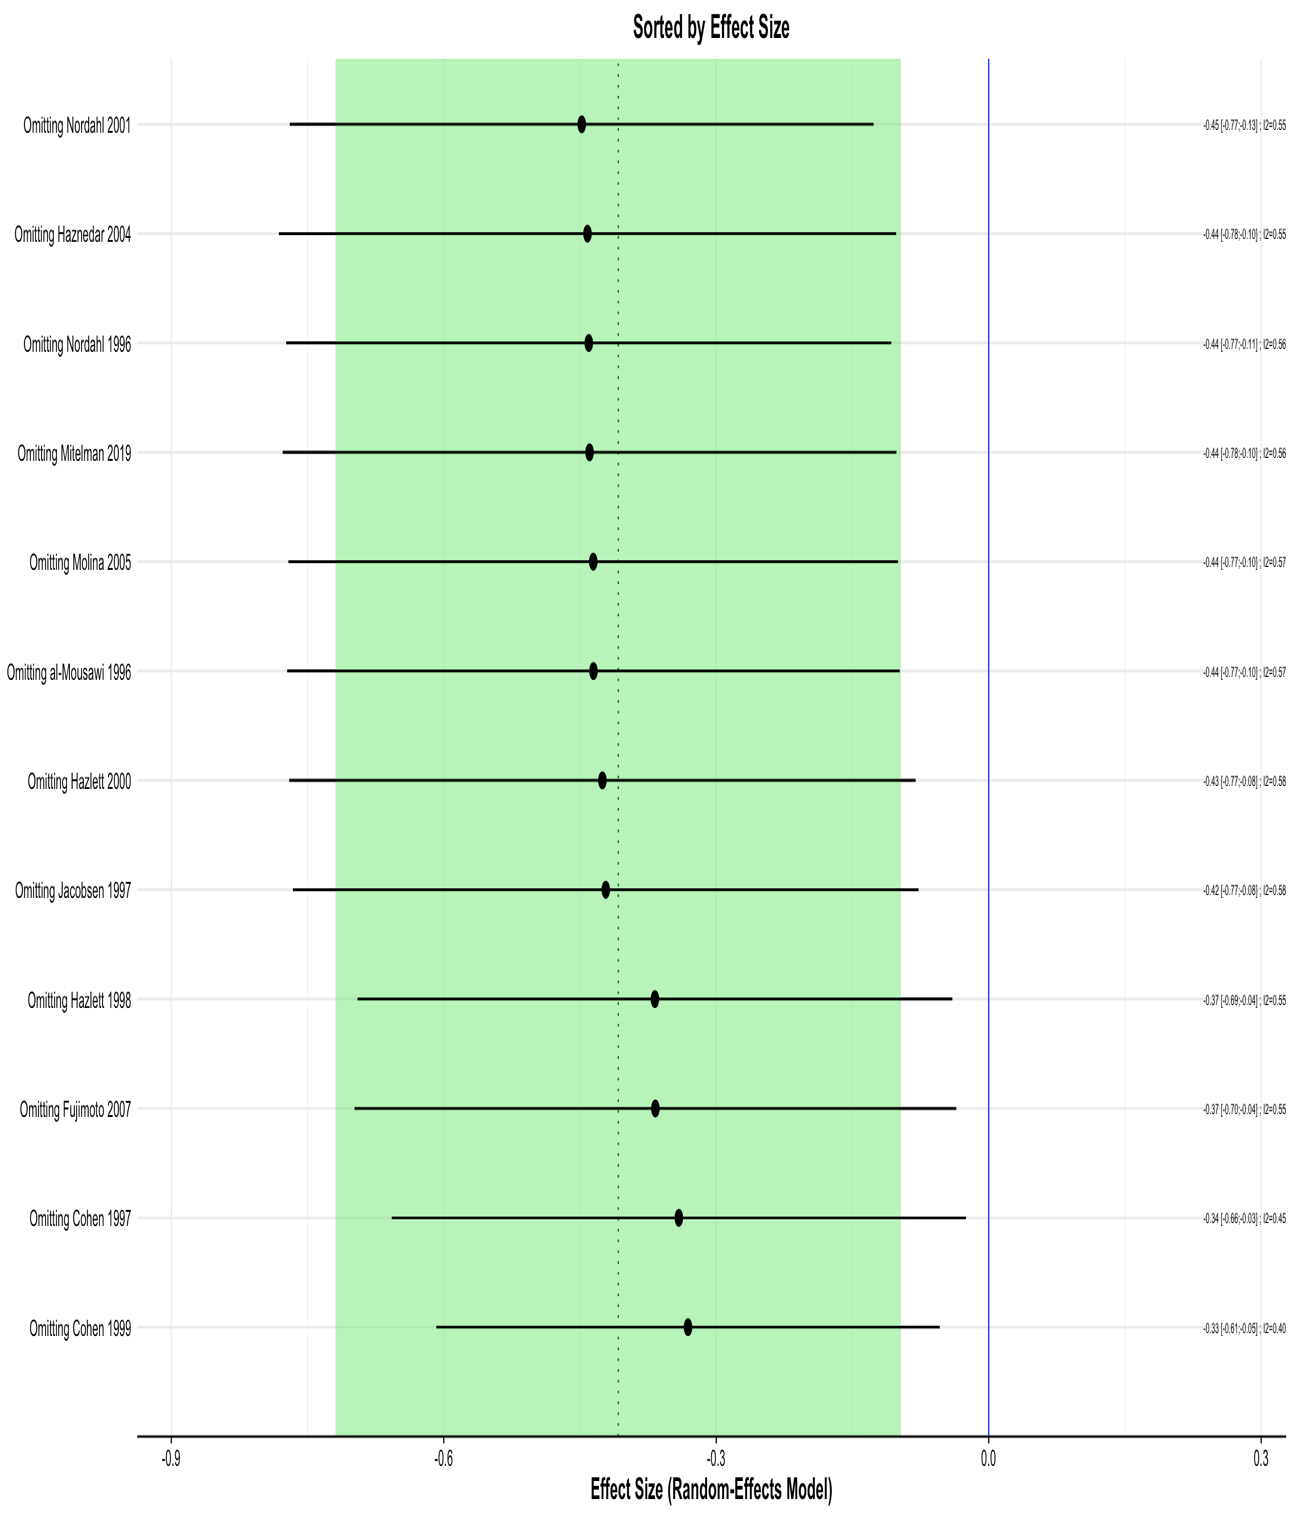 Sorted by Effect Size
Omitting Nordahl 2001 -0.45 [-0.77;-0.13] ; I2=0.55
Omitting Haznedar 2004 -0.44 [-0.78;-0.10] ; I2=0.55
Omitting Nordahl 1996 -0.44 [-0.77;-0.11] ; I2=0.56
Omitting Mitelman 2019 -0.44 [-0.78;-0.10] ; I2=0.56
Omitting Molina 2005 -0.44 [-0.77;-0.10] ; I2=0.57
Omitting al-Mousawi 1996 -0.44 [-0.77;-0.10] ; I2=0.57
Omitting Hazlett 2000 -0.43 [-0.77;-0.08] ; I2=0.58
Omitting Jacobsen 1997 -0.42 [-0.77;-0.08] ; I2=0.58
Omitting Hazlett 1998 -0.37 [-0.69;-0.04] ; I2=0.55
Omitting Fujimoto 2007 -0.37 [-0.70;-0.04] ; I2=0.55
Omitting Cohen 1997 -0.34 [-0.66;-0.03] ; I2=0.45
Omitting Cohen 1999 -0.33 [-0.61;-0.05] ; I2=0.40
-0.9 -0.6 -0.3 0.0 0.3
Effect Size (Random-Effects Model)